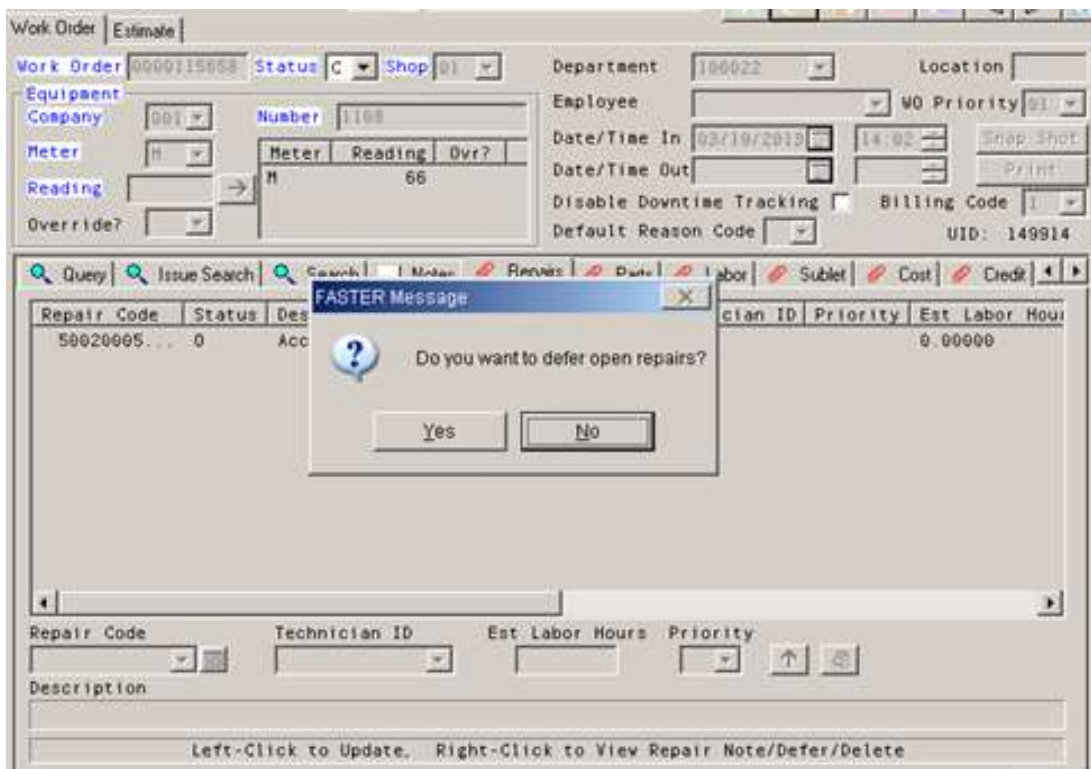 Work Order Estimate
Work Order 0000115658 Status C Shop 01 Department 100022 Location
Equipment
Company 001 Number 1108 Employee WO Priority 01
Meter M Meter Reading Ovr? Date/Time In 03/19/2013 14:02 Snap Shot
M 66
Reading Date/Time Out Print
Override? Disable Downtime Tracking Billing Code 1
Default Reason Code UID: 149914
Query Issue Search Search Notes Repairs Parts Labor Sublet Cost Credit
FASTER Message
Repair Code Status Des cian ID Priority Est Labor Hour
50020005... O Acc 0.00000
Do you want to defer open repairs?
Yes No
Repair Code Technician ID Est Labor Hours Priority
Description
Left-Click to Update. Right-Click to View Repair Note/Defer/Delete